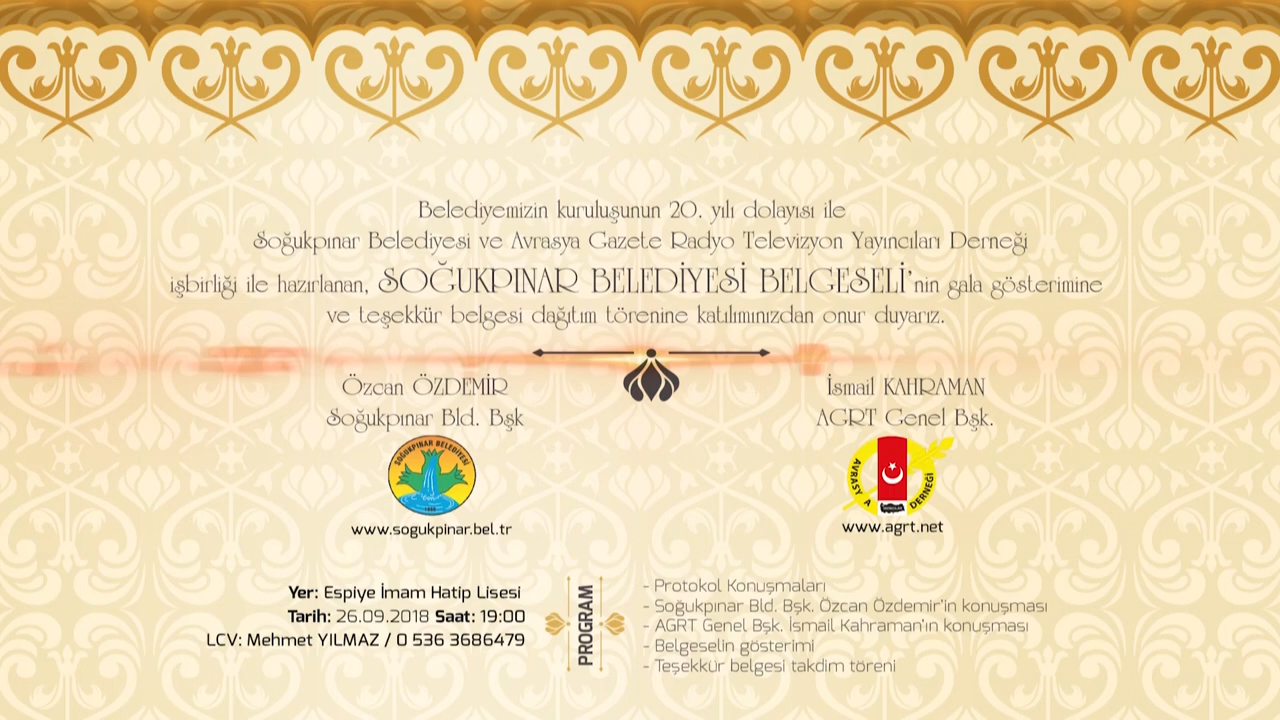 Belediyemizin kuruluşunun 20. yılı dolayısı ile
Soğukpınar Belediyesi ve Avrasya Gazete Radyo Televizyon Yayıncıları Derneği
işbirliği ile hazırlanan, SOĞUKPINAR BELEDİYESİ BELGESELİ'nin gala gösterimine
ve teşekkür belgesi dağıtım törenine katılımınızdan onur duyarız.
Özcan ÖZDEMİR
Soğukpınar Bld. Bşk
SOĞUKPINAR BELEDİYESİ
www.sogukpinar.bel.tr
İsmail KAHRAMAN
AGRT Genel Bşk.
AVRASYA DERNEĞİ
www.agrt.net
Yer: Espiye İmam Hatip Lisesi
Tarih: 26.09.2018 Saat: 19:00
LCV: Mehmet YILMAZ / 0 536 3686479
PROGRAM
- Protokol Konuşmaları
- Soğukpınar Bld. Bşk. Özcan Özdemir'in konuşması
- AGRT Genel Bşk. İsmail Kahraman'ın konuşması
- Belgeselin gösterimi
- Teşekkür belgesi takdim töreni